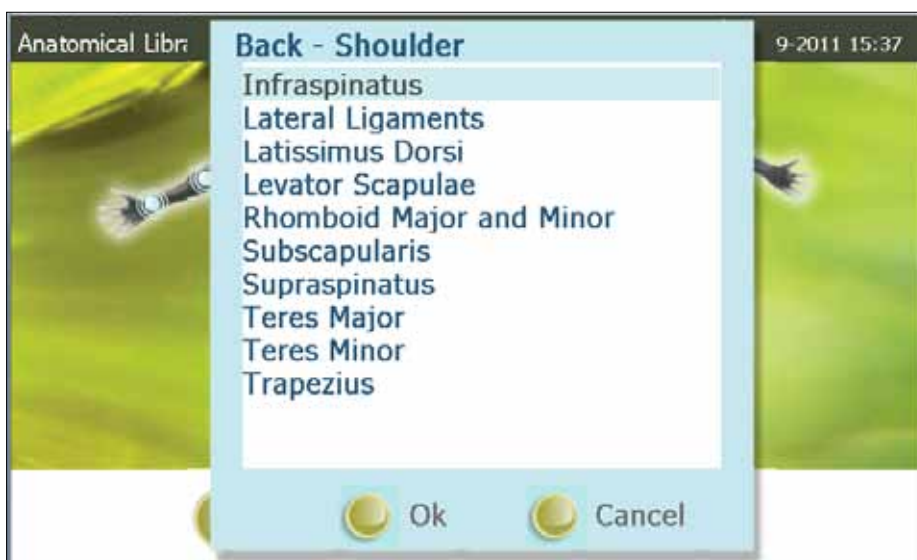 Anatomical Libra
Back - Shoulder
9-2011 15:37
Infraspinatus
Lateral Ligaments
Latissimus Dorsi
Levator Scapulae
Rhomboid Major and Minor
Subscapularis
Supraspinatus
Teres Major
Teres Minor
Trapezius
Ok
Cancel